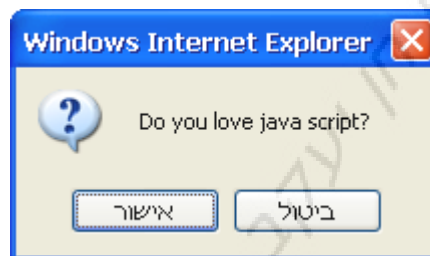 Windows Internet Explorer
Do you love java script?
אישור ביטול